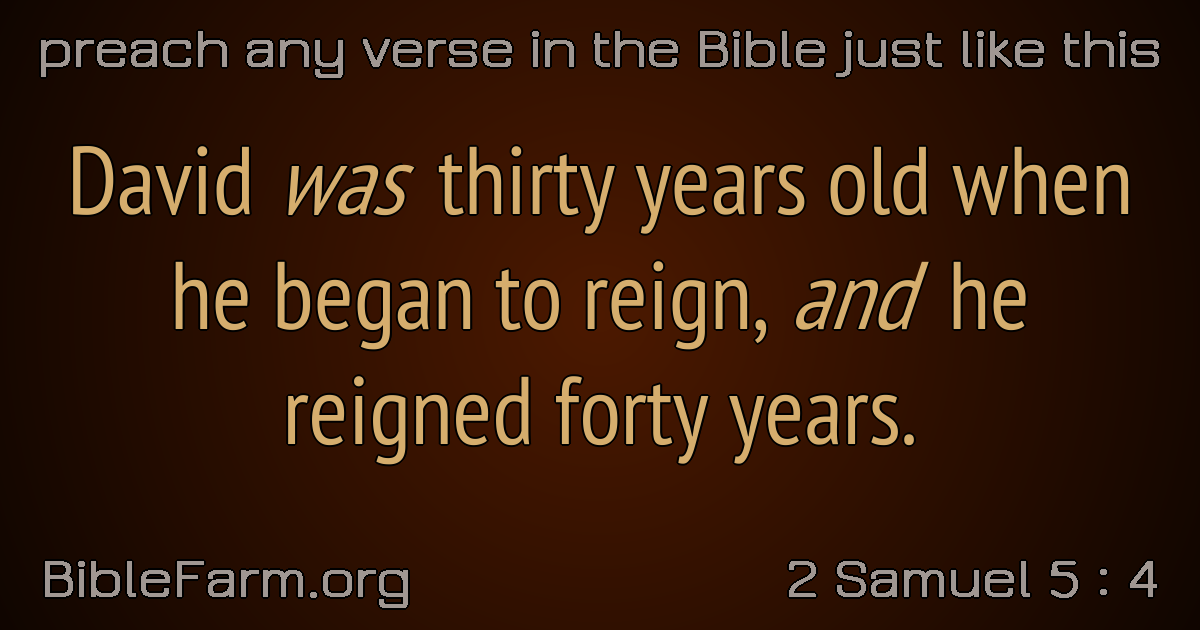 preach any verse in the Bible just like this
David was thirty years old when
he began to reign, and he
reigned forty years.
BibleFarm.org
2 Samuel 5 : 4